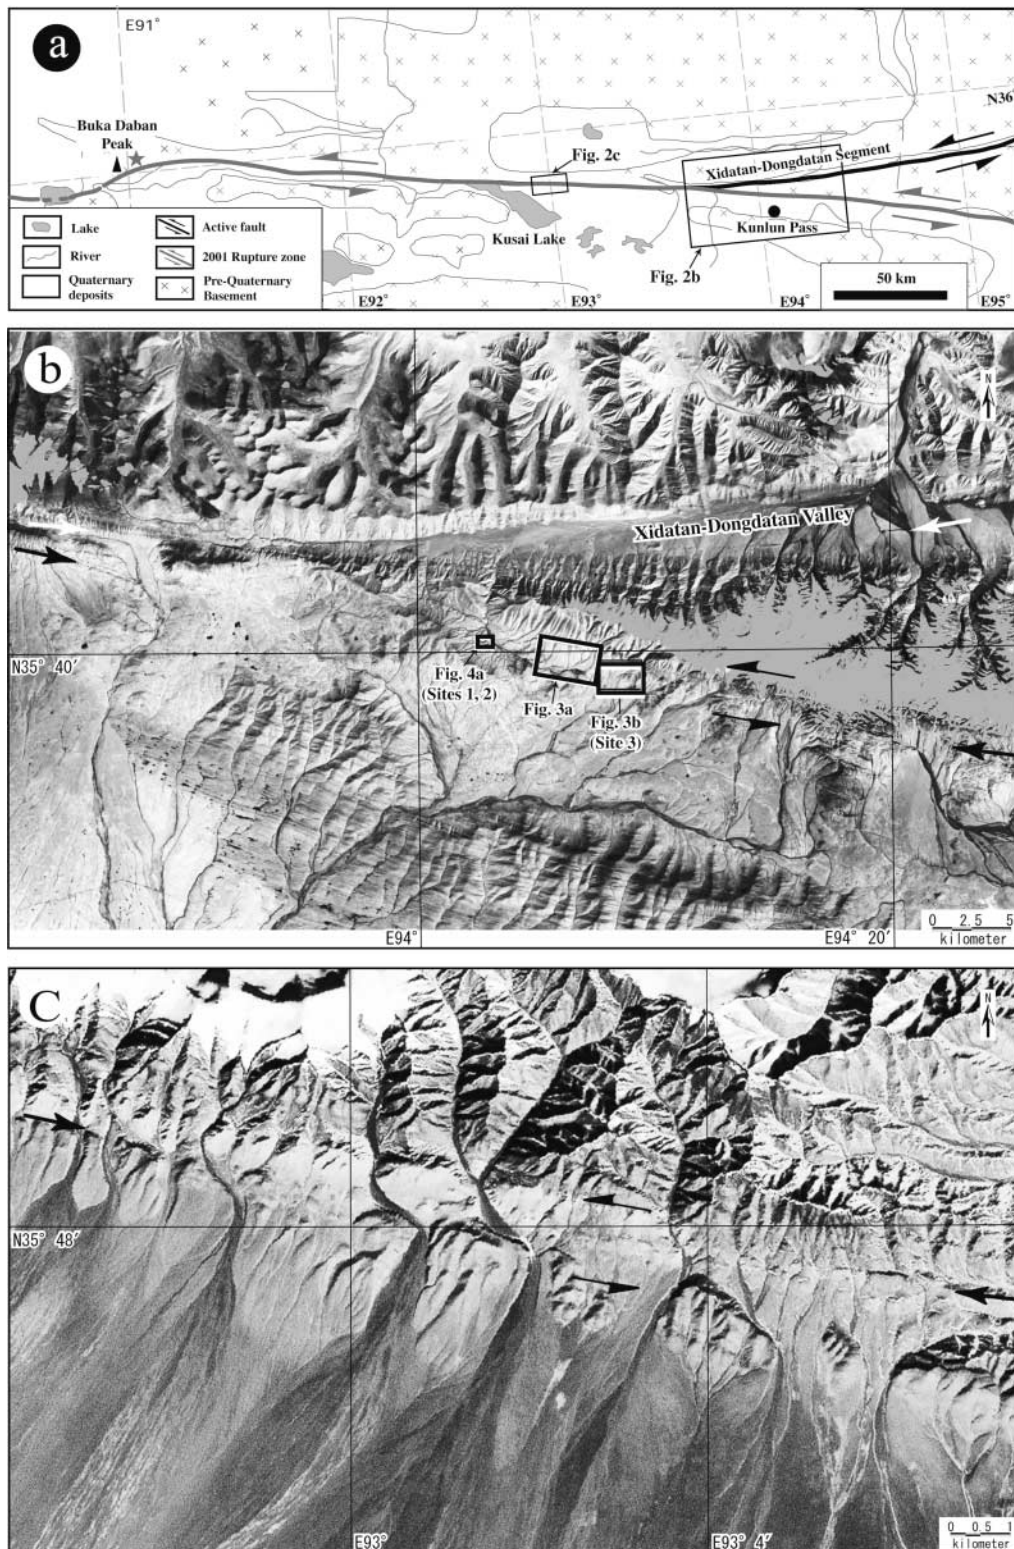 a
E91°
N36°
Buka Daban
Peak
Fig. 2c
Xidatan-Dongdatan Segment
Kusai Lake
Kunlun Pass
Fig. 2b
Lake
Active fault
River
2001 Rupture zone
Quaternary
deposits
Pre-Quaternary
Basement
50 km
E92°
E93°
E94°
E95°
b
N
Xidatan-Dongdatan Valley
N35° 40′
Fig. 4a
(Sites 1, 2)
Fig. 3a
Fig. 3b
(Site 3)
E94°
E94° 20′
0 2.5 5
kilometer
C
N
N35° 48′
E93°
E93° 4′
0 0.5 1
kilometer